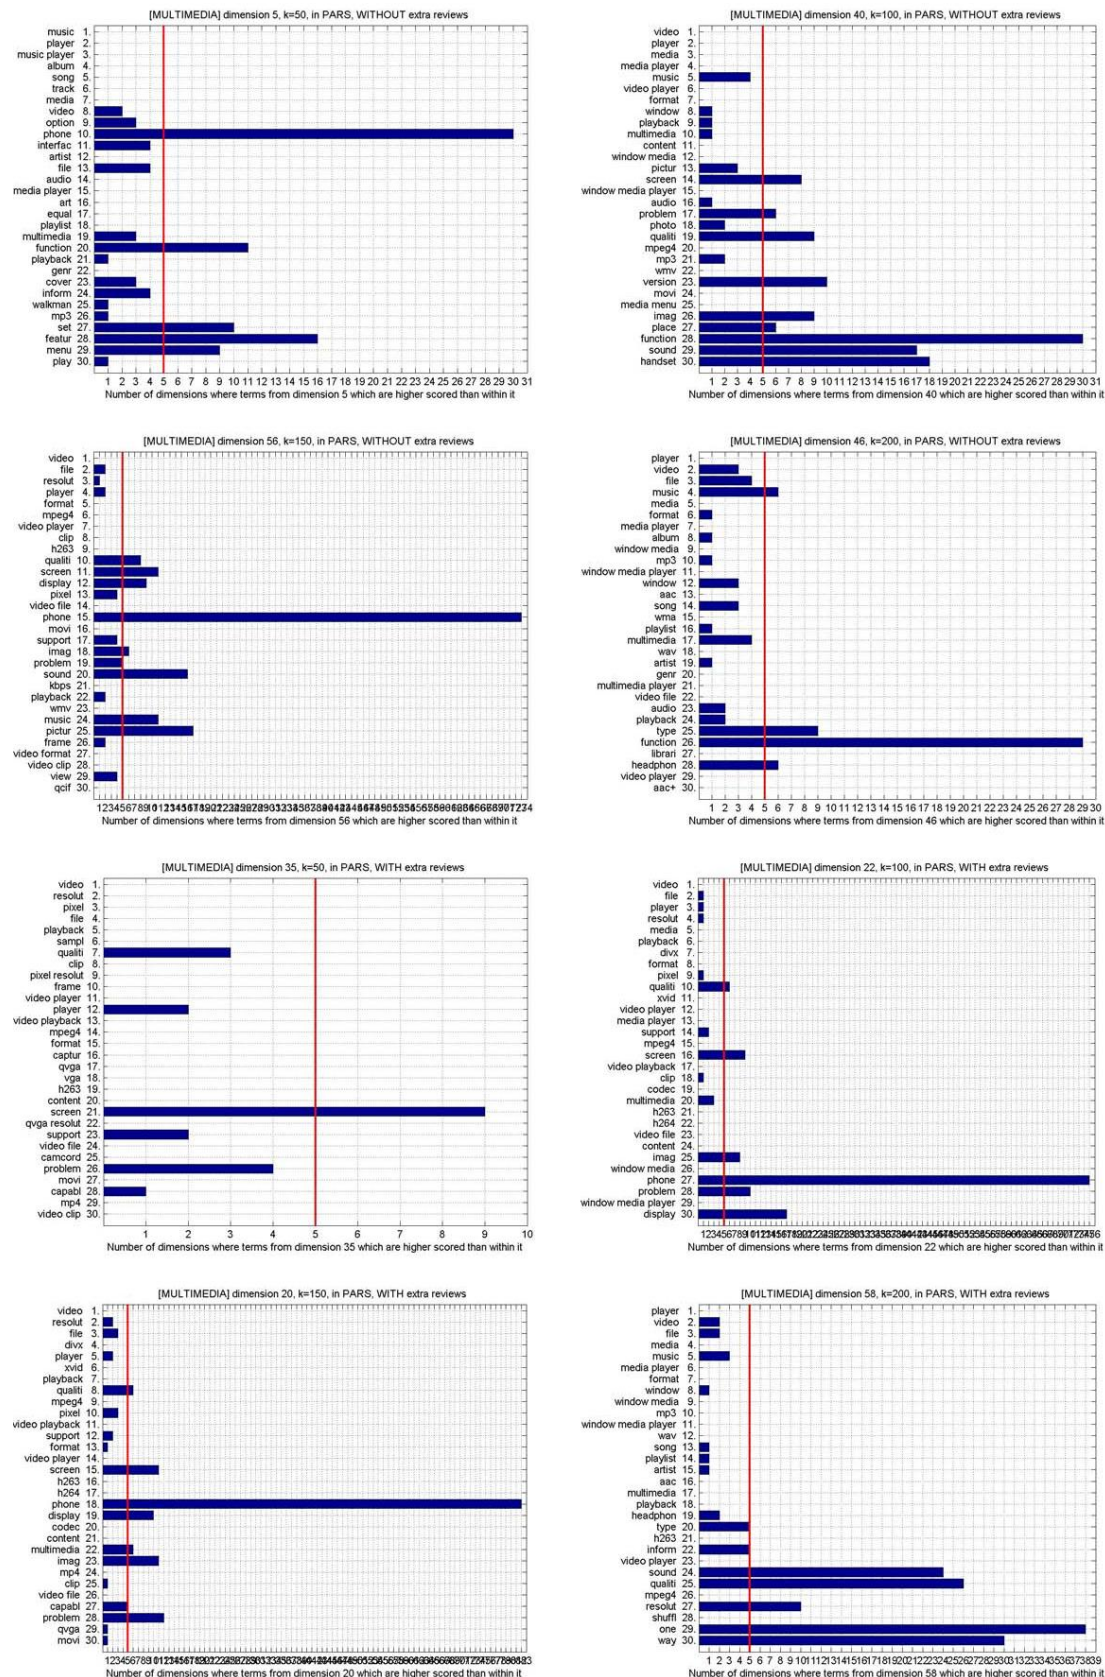 [MULTIMEDIA] dimension 5, k=50, in PARS, WITHOUT extra reviews
music 1.
player 2.
music player 3.
album 4.
song 5.
track 6.
media 7.
video 8.
option 9.
phone 10.
interfac 11.
artist 12.
file 13.
audio 14.
media player 15.
art 16.
equal 17.
playlist 18.
multimedia 19.
function 20.
playback 21.
genr 22.
cover 23.
inform 24.
walkman 25.
mp3 26.
set 27.
featur 28.
menu 29.
play 30.
1 2 3 4 5 6 7 8 9 10 11 12 13 14 15 16 17 18 19 20 21 22 23 24 25 26 27 28 29 30 31
Number of dimensions where terms from dimension 5 which are higher scored than within it
[MULTIMEDIA] dimension 40, k=100, in PARS, WITHOUT extra reviews
video 1.
player 2.
media 3.
media player 4.
music 5.
video player 6.
format 7.
window 8.
playback 9.
multimedia 10.
content 11.
window media 12.
pictur 13.
screen 14.
window media player 15.
audio 16.
problem 17.
photo 18.
qualiti 19.
mpeg4 20.
mp3 21.
wmv 22.
version 23.
movi 24.
media menu 25.
imag 26.
place 27.
function 28.
sound 29.
handset 30.
1 2 3 4 5 6 7 8 9 10 11 12 13 14 15 16 17 18 19 20 21 22 23 24 25 26 27 28 29 30 31
Number of dimensions where terms from dimension 40 which are higher scored than within it
[MULTIMEDIA] dimension 56, k=150, in PARS, WITHOUT extra reviews
video 1.
file 2.
resolut 3.
player 4.
format 5.
mpeg4 6.
video player 7.
clip 8.
h263 9.
qualiti 10.
screen 11.
display 12.
pixel 13.
video file 14.
phone 15.
movi 16.
support 17.
imag 18.
problem 19.
sound 20.
kbps 21.
playback 22.
wmv 23.
music 24.
pictur 25.
frame 26.
video format 27.
video clip 28.
view 29.
qcif 30.
Number of dimensions where terms from dimension 56 which are higher scored than within it
[MULTIMEDIA] dimension 46, k=200, in PARS, WITHOUT extra reviews
player 1.
video 2.
file 3.
music 4.
media 5.
format 6.
media player 7.
album 8.
window media 9.
mp3 10.
window media player 11.
window 12.
aac 13.
song 14.
wma 15.
playlist 16.
multimedia 17.
wav 18.
artist 19.
genr 20.
multimedia player 21.
video file 22.
audio 23.
playback 24.
type 25.
function 26.
librari 27.
headphon 28.
video player 29.
aac+ 30.
1 2 3 4 5 6 7 8 9 10 11 12 13 14 15 16 17 18 19 20 21 22 23 24 25 26 27 28 29 30
Number of dimensions where terms from dimension 46 which are higher scored than within it
[MULTIMEDIA] dimension 35, k=50, in PARS, WITH extra reviews
video 1.
resolut 2.
pixel 3.
file 4.
playback 5.
sampl 6.
qualiti 7.
clip 8.
pixel resolut 9.
frame 10.
video player 11.
player 12.
video playback 13.
mpeg4 14.
format 15.
captur 16.
qvga 17.
vga 18.
h263 19.
content 20.
screen 21.
qvga resolut 22.
support 23.
video file 24.
camcord 25.
problem 26.
movi 27.
capabl 28.
mp4 29.
video clip 30.
1 2 3 4 5 6 7 8 9 10
Number of dimensions where terms from dimension 35 which are higher scored than within it
[MULTIMEDIA] dimension 22, k=100, in PARS, WITH extra reviews
video 1.
file 2.
player 3.
resolut 4.
media 5.
playback 6.
divx 7.
format 8.
pixel 9.
qualiti 10.
xvid 11.
video player 12.
media player 13.
support 14.
mpeg4 15.
screen 16.
video playback 17.
clip 18.
codec 19.
multimedia 20.
h263 21.
h264 22.
video file 23.
content 24.
imag 25.
window media 26.
phone 27.
problem 28.
window media player 29.
display 30.
Number of dimensions where terms from dimension 22 which are higher scored than within it
[MULTIMEDIA] dimension 20, k=150, in PARS, WITH extra reviews
video 1.
resolut 2.
file 3.
divx 4.
player 5.
xvid 6.
playback 7.
qualiti 8.
mpeg4 9.
pixel 10.
video playback 11.
support 12.
format 13.
video player 14.
screen 15.
h263 16.
h264 17.
phone 18.
display 19.
codec 20.
content 21.
multimedia 22.
imag 23.
mp4 24.
clip 25.
video file 26.
capabl 27.
problem 28.
qvga 29.
movi 30.
Number of dimensions where terms from dimension 20 which are higher scored than within it
[MULTIMEDIA] dimension 58, k=200, in PARS, WITH extra reviews
player 1.
video 2.
file 3.
media 4.
music 5.
media player 6.
format 7.
window 8.
window media 9.
mp3 10.
window media player 11.
wav 12.
song 13.
playlist 14.
artist 15.
aac 16.
multimedia 17.
playback 18.
headphon 19.
type 20.
h263 21.
inform 22.
video player 23.
sound 24.
qualiti 25.
mpeg4 26.
resolut 27.
shuffl 28.
one 29.
way 30.
1 2 3 4 5 6 7 8 9 10 11 12 13 14 15 16 17 18 19 20 21 22 23 24 25 26 27 28 29 30 31 32 33 34 35 36 37 38 39
Number of dimensions where terms from dimension 58 which are higher scored than within it